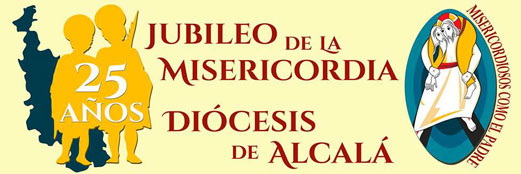 25
AÑOS
JUBILEO DE LA
MISERICORDIA
DIÓCESIS
DE ALCALÁ
MISERICORDIOSOS COMO EL PADRE